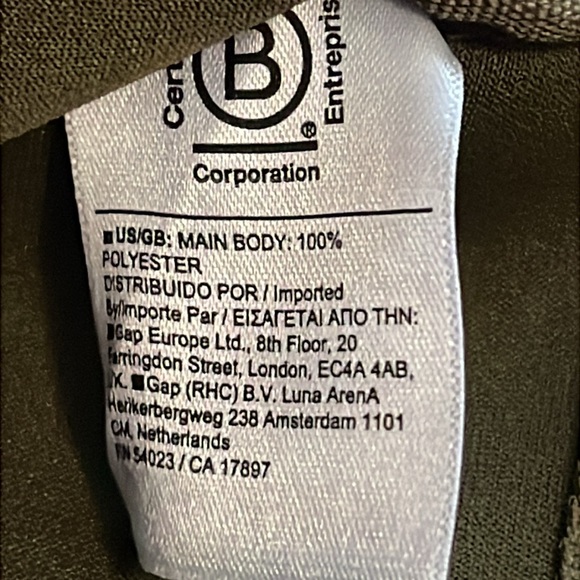 Cert
B
Entrepris
®
Corporation
■ US/GB: MAIN BODY: 100%
POLYESTER
DISTRIBUIDO POR / Imported
By/Importe Par / ΕΙΣΑΓΕΤΑΙ ΑΠΟ ΤΗΝ:
■Gap Europe Ltd., 8th Floor, 20
Farringdon Street, London, EC4A 4AB,
UK. ■Gap (RHC) B.V. Luna ArenA
Herikerbergweg 238 Amsterdam 1101
CM, Netherlands
RN 54023 / CA 17897